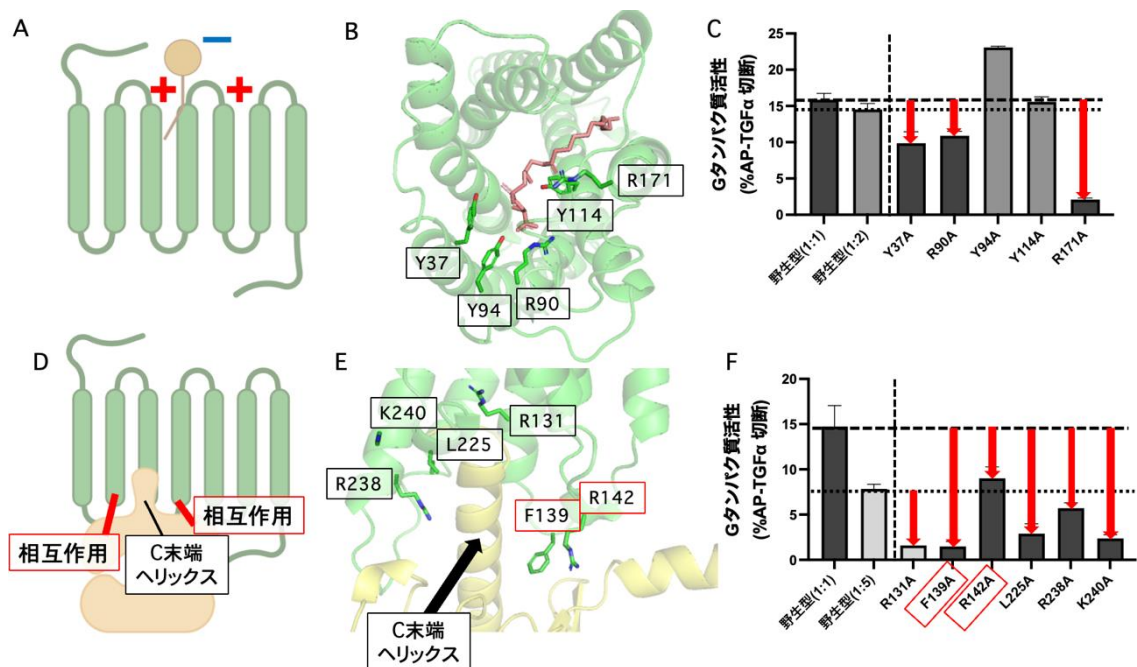 A
B
R171
Y114
Y37
R90
Y94
C
Gタンパク質活性
(%AP-TGFα 切断)
25
20
15
10
5
0
野生型(1:1)
野生型(1:2)
Y37A
R90A
Y94A
Y114A
R171A
D
相互作用
相互作用
C末端
ヘリックス
E
K240
R131
L225
R238
R142
F139
C末端
ヘリックス
F
Gタンパク質活性
(%AP-TGFα 切断)
20
15
10
5
0
野生型(1:1)
野生型(1:5)
R131A
F139A
R142A
L225A
R238A
K240A